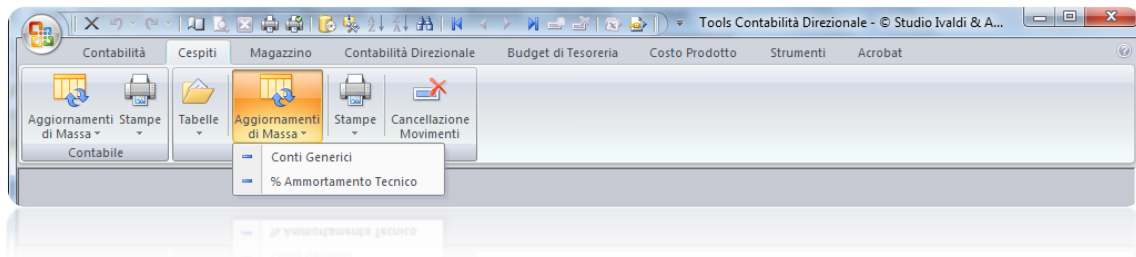 Tools Contabilità Direzionale - © Studio Ivaldi & A...
Contabilità Cespiti Magazzino Contabilità Direzionale Budget di Tesoreria Costo Prodotto Strumenti Acrobat
Aggiornamenti di Massa
Stampe
Contabile
Tabelle
Aggiornamenti di Massa
Stampe
Cancellazione Movimenti
Conti Generici
% Ammortamento Tecnico